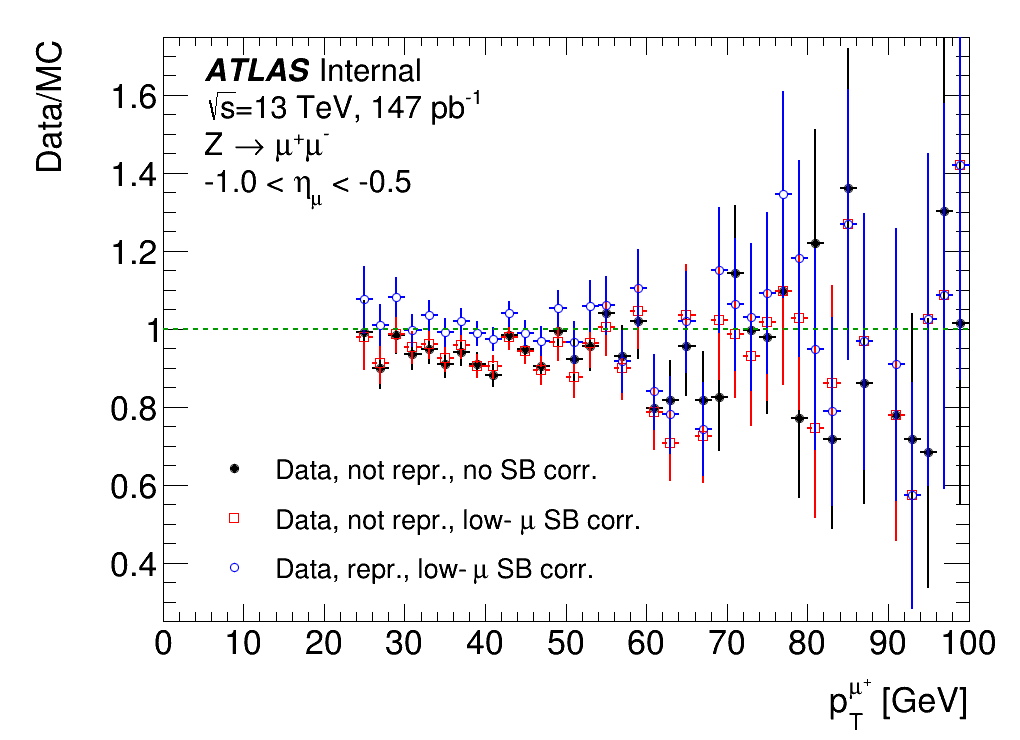 Data/MC
ATLAS Internal
√s=13 TeV, 147 pb⁻¹
Z → μ⁺μ⁻
-1.0 < ημ < -0.5
1.6
1.4
1.2
1
0.8
0.6
0.4
Data, not repr., no SB corr.
Data, not repr., low- μ SB corr.
Data, repr., low- μ SB corr.
0 10 20 30 40 50 60 70 80 90 100
p_T^μ⁺ [GeV]